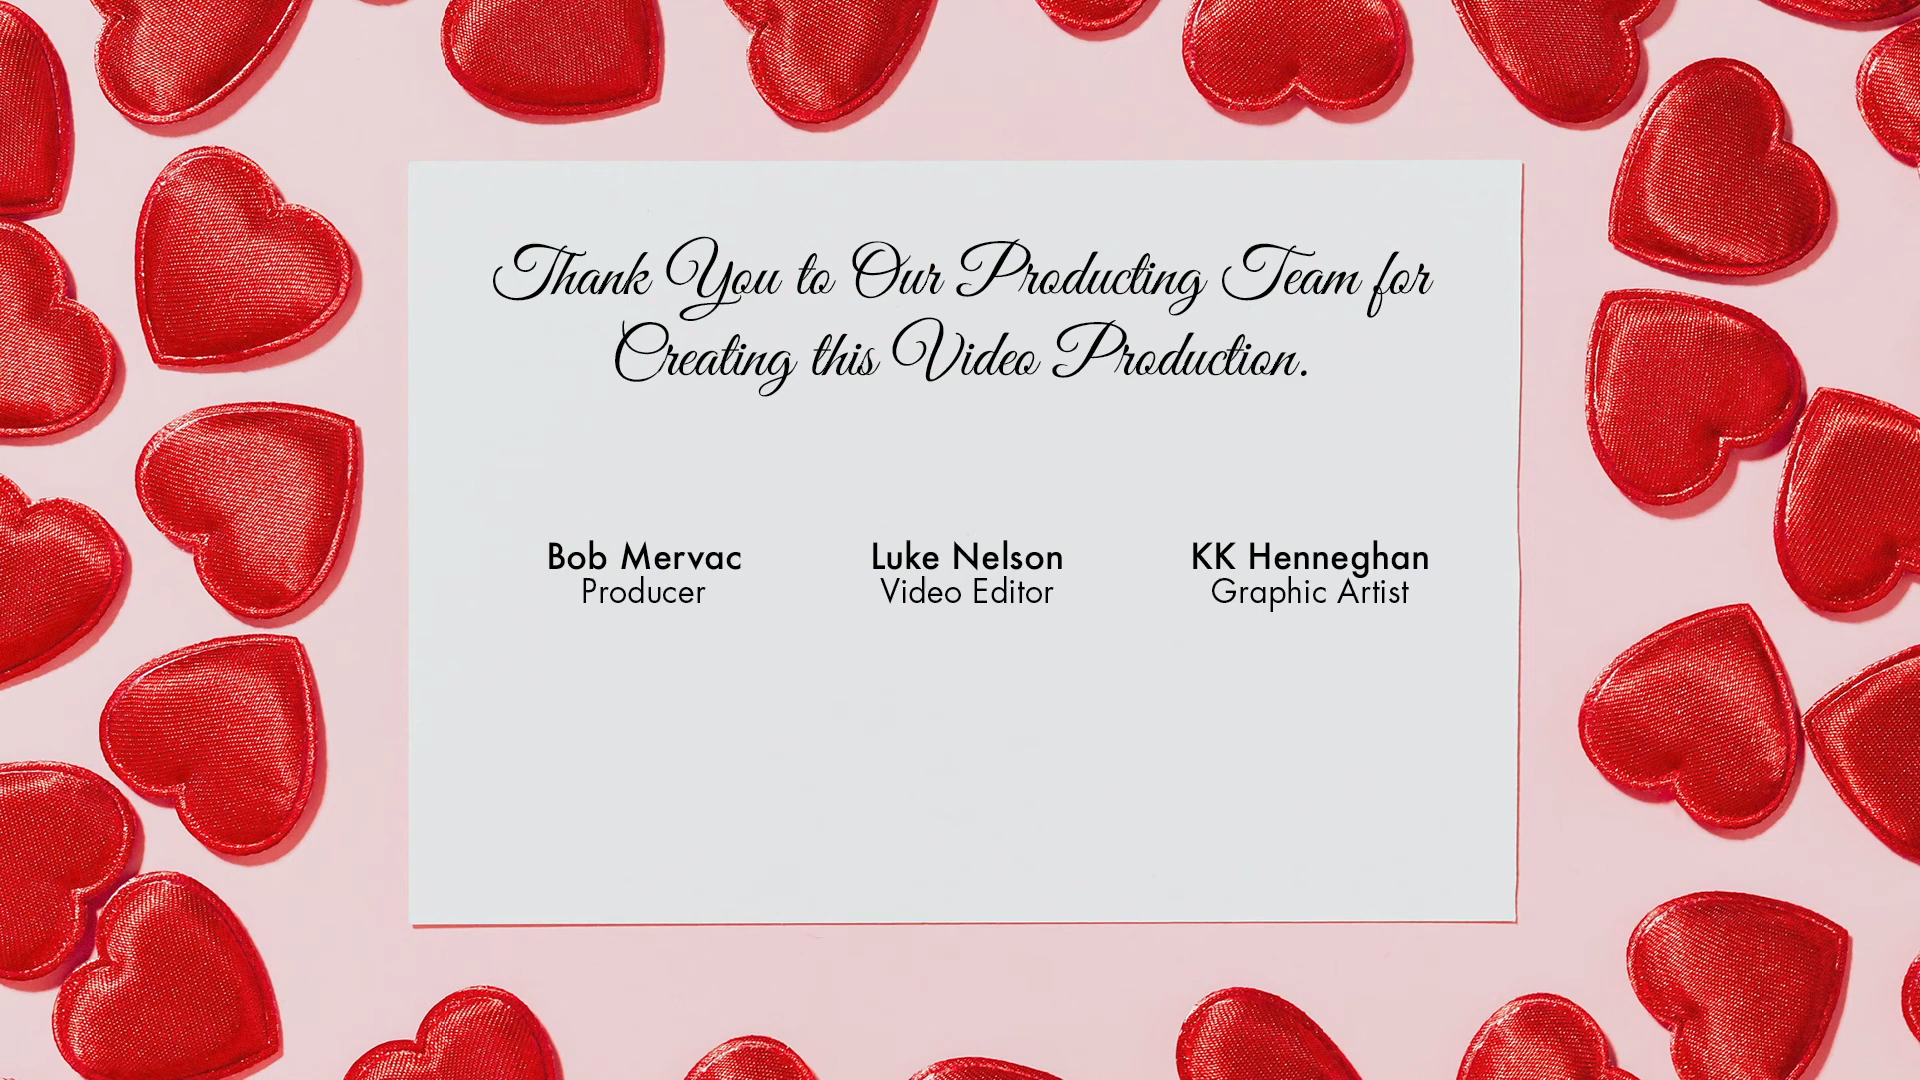 Thank You to Our Producting Team for
Creating this Video Production.
Bob Mervac
Producer
Luke Nelson
Video Editor
KK Henneghan
Graphic Artist